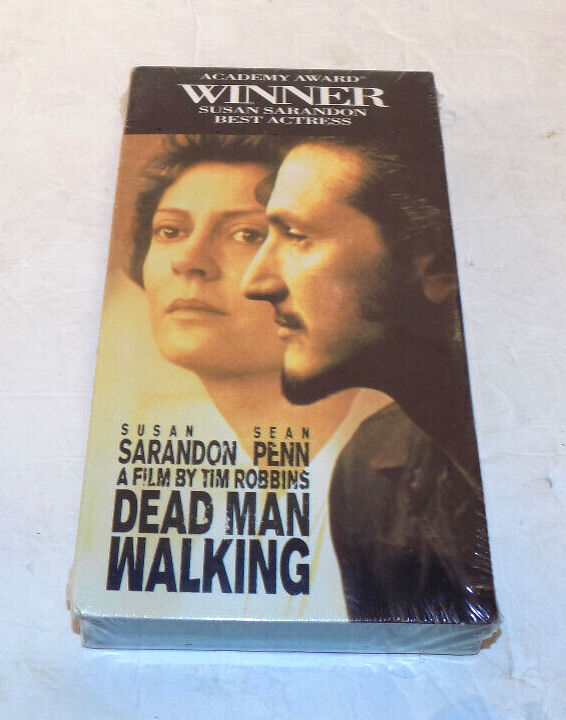 ACADEMY AWARD®
WINNER
SUSAN SARANDON
BEST ACTRESS
SUSAN SEAN
SARANDON PENN
A FILM BY TIM ROBBINS
DEAD MAN
WALKING